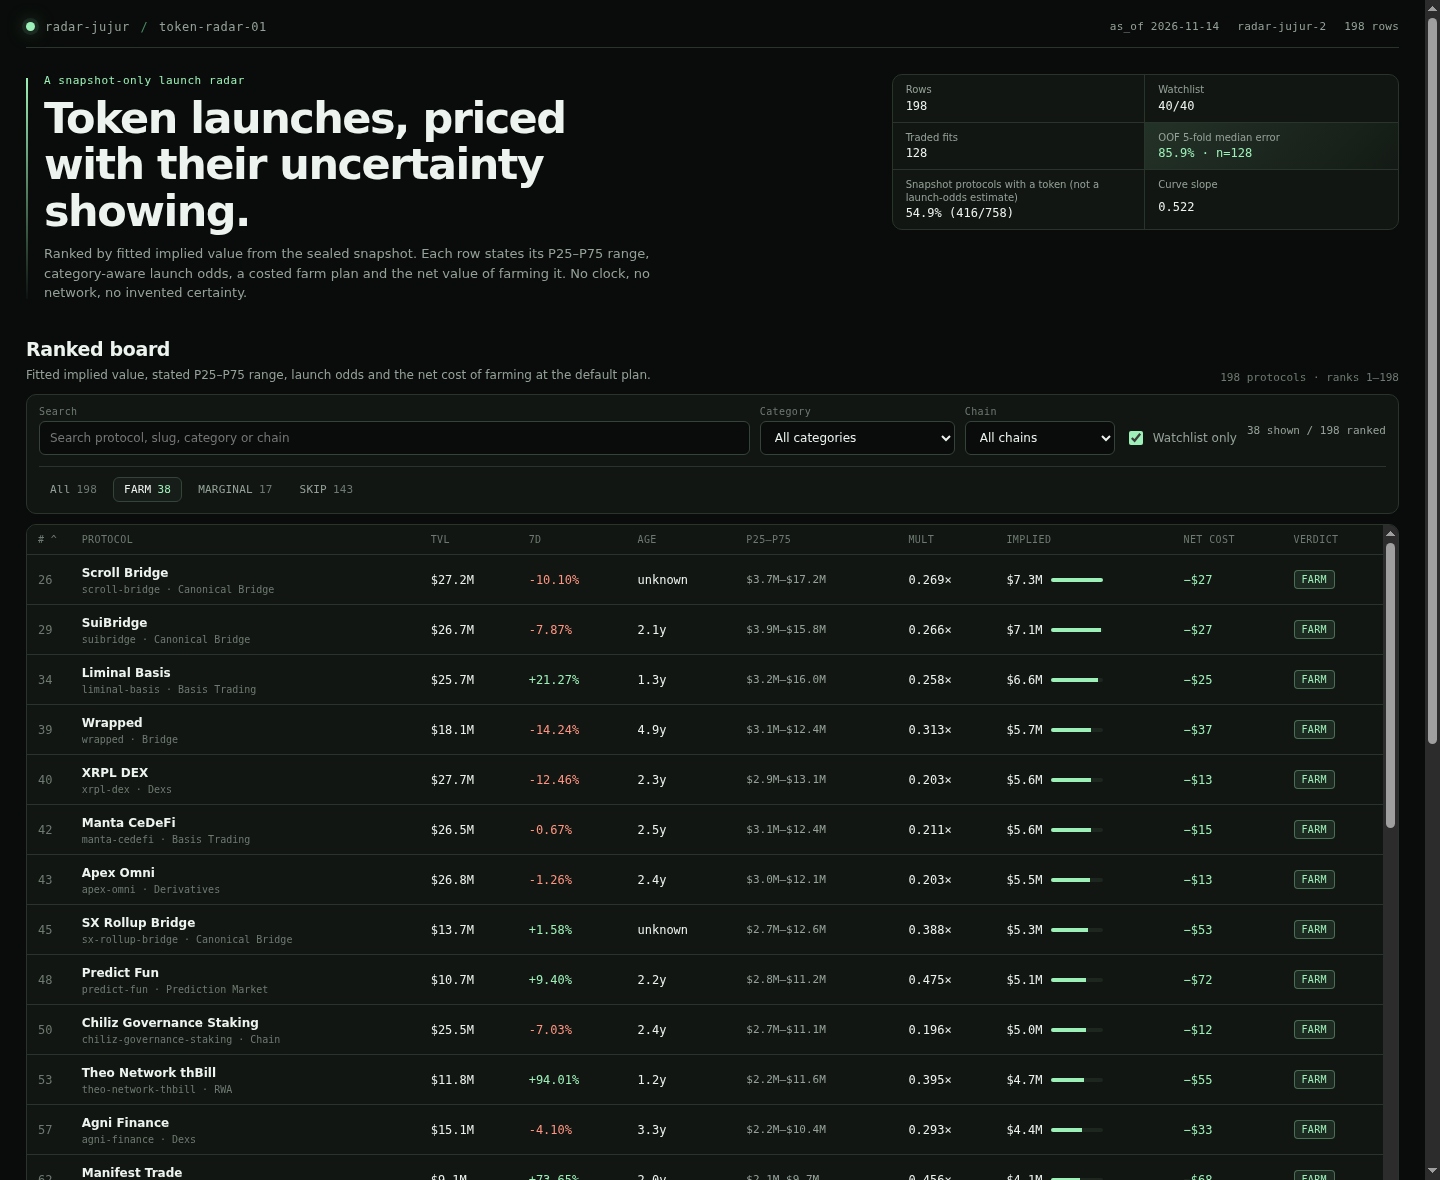 radar-jujur / token-radar-01
as_of 2026-11-14 radar-jujur-2 198 rows
A snapshot-only launch radar
Token launches, priced
with their uncertainty
showing.
Ranked by fitted implied value from the sealed snapshot. Each row states its P25–P75 range,
category-aware launch odds, a costed farm plan and the net value of farming it. No clock, no
network, no invented certainty.
Rows
198
Watchlist
40/40
Traded fits
128
OOF 5-fold median error
85.9% · n=128
Snapshot protocols with a token (not a
launch-odds estimate)
54.9% (416/758)
Curve slope
0.522
Ranked board
Fitted implied value, stated P25–P75 range, launch odds and the net cost of farming at the default plan.
198 protocols · ranks 1–198
Search
Search protocol, slug, category or chain
Category
All categories
Chain
All chains
Watchlist only
38 shown / 198 ranked
All 198 FARM 38 MARGINAL 17 SKIP 143
# ^ PROTOCOL TVL 7D AGE P25–P75 MULT IMPLIED NET COST VERDICT
26 Scroll Bridge $27.2M -10.10% unknown $3.7M–$17.2M 0.269× $7.3M −$27 FARM
scroll-bridge · Canonical Bridge
29 SuiBridge $26.7M -7.87% 2.1y $3.9M–$15.8M 0.266× $7.1M −$27 FARM
suibridge · Canonical Bridge
34 Liminal Basis $25.7M +21.27% 1.3y $3.2M–$16.0M 0.258× $6.6M −$25 FARM
liminal-basis · Basis Trading
39 Wrapped $18.1M -14.24% 4.9y $3.1M–$12.4M 0.313× $5.7M −$37 FARM
wrapped · Bridge
40 XRPL DEX $27.7M -12.46% 2.3y $2.9M–$13.1M 0.203× $5.6M −$13 FARM
xrpl-dex · Dexs
42 Manta CeDeFi $26.5M -0.67% 2.5y $3.1M–$12.4M 0.211× $5.6M −$15 FARM
manta-cedefi · Basis Trading
43 Apex Omni $26.8M -1.26% 2.4y $3.0M–$12.1M 0.203× $5.5M −$13 FARM
apex-omni · Derivatives
45 SX Rollup Bridge $13.7M +1.58% unknown $2.7M–$12.6M 0.388× $5.3M −$53 FARM
sx-rollup-bridge · Canonical Bridge
48 Predict Fun $10.7M +9.40% 2.2y $2.8M–$11.2M 0.475× $5.1M −$72 FARM
predict-fun · Prediction Market
50 Chiliz Governance Staking $25.5M -7.03% 2.4y $2.7M–$11.1M 0.196× $5.0M −$12 FARM
chiliz-governance-staking · Chain
53 Theo Network thBill $11.8M +94.01% 1.2y $2.2M–$11.6M 0.395× $4.7M −$55 FARM
theo-network-thbill · RWA
57 Agni Finance $15.1M -4.10% 3.3y $2.2M–$10.4M 0.293× $4.4M −$33 FARM
agni-finance · Dexs
Manifest Trade